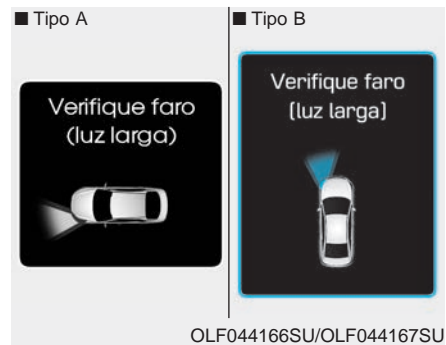 ■ Tipo A
Verifique faro
(luz larga)
■ Tipo B
Verifique faro
(luz larga)
OLF044166SU/OLF044167SU